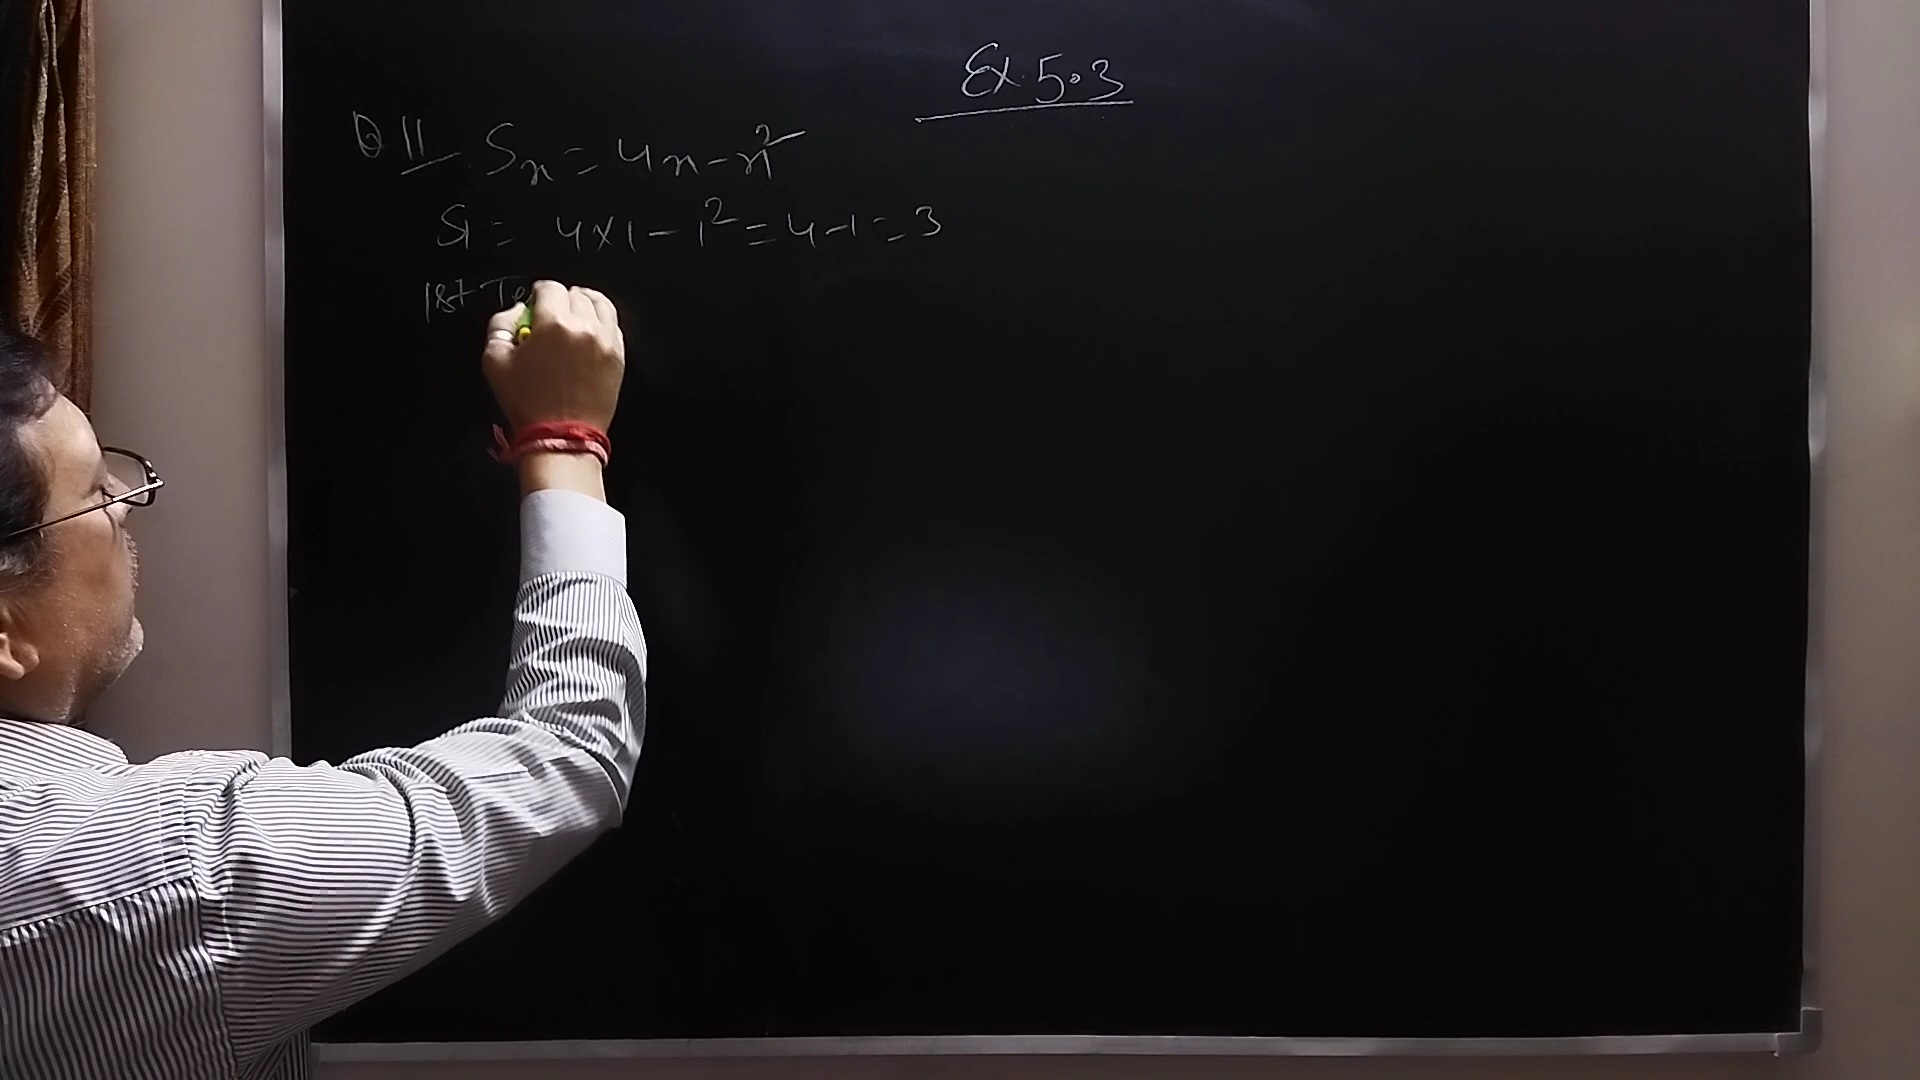 Ex. 5.3
Q 11 Sn = 4n - n²
S1 = 4×1 - 1² = 4-1 = 3
1st Te